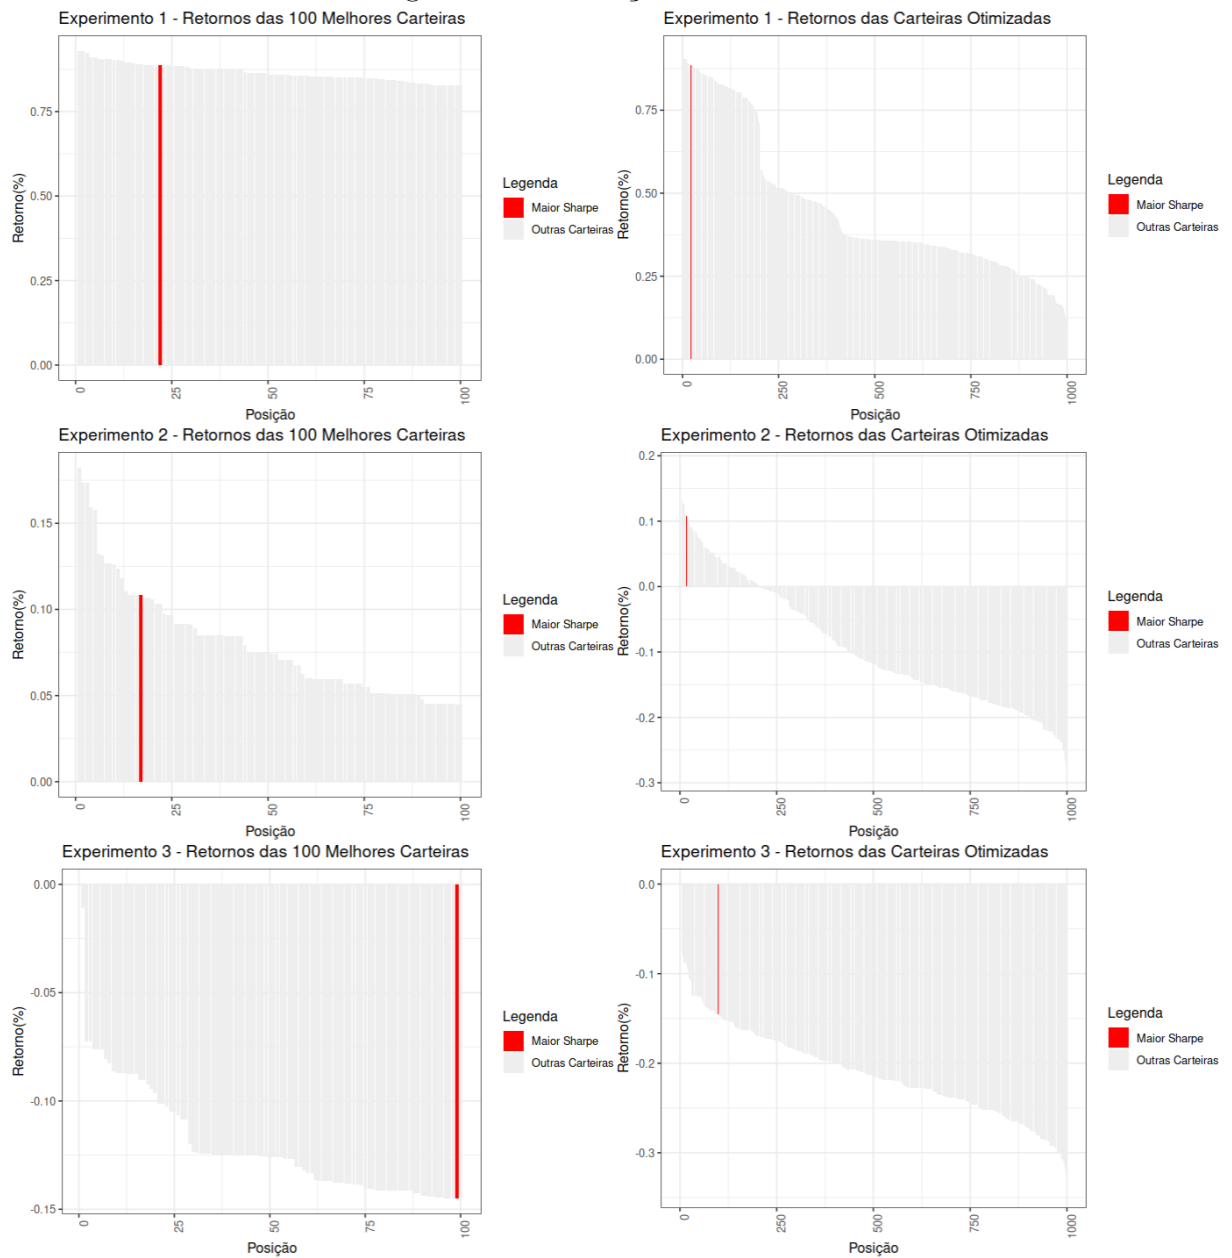 Experimento 1 - Retornos das 100 Melhores Carteiras
Retorno(%)
0.75
0.50
0.25
0.00
0
25
50
75
100
Posição
Legenda
Maior Sharpe
Outras Carteiras
Experimento 1 - Retornos das Carteiras Otimizadas
Retorno(%)
0.75
0.50
0.25
0.00
0
250
500
750
1000
Posição
Legenda
Maior Sharpe
Outras Carteiras
Experimento 2 - Retornos das 100 Melhores Carteiras
Retorno(%)
0.15
0.10
0.05
0.00
0
25
50
75
100
Posição
Legenda
Maior Sharpe
Outras Carteiras
Experimento 2 - Retornos das Carteiras Otimizadas
Retorno(%)
0.2
0.1
0.0
-0.1
-0.2
-0.3
0
250
500
750
1000
Posição
Legenda
Maior Sharpe
Outras Carteiras
Experimento 3 - Retornos das 100 Melhores Carteiras
Retorno(%)
0.00
-0.05
-0.10
-0.15
0
25
50
75
100
Posição
Legenda
Maior Sharpe
Outras Carteiras
Experimento 3 - Retornos das Carteiras Otimizadas
Retorno(%)
0.0
-0.1
-0.2
-0.3
0
250
500
750
1000
Posição
Legenda
Maior Sharpe
Outras Carteiras